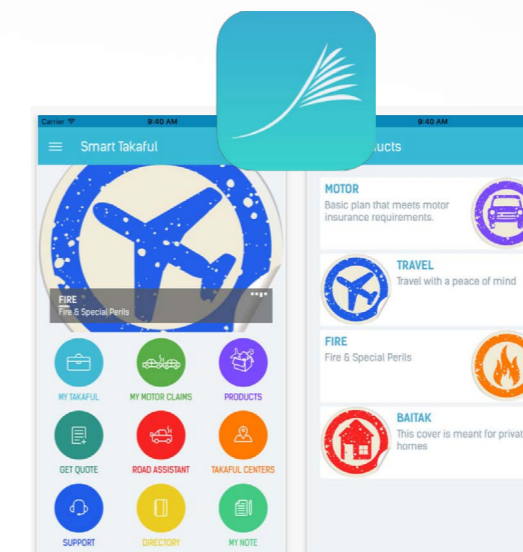 Carrier 9:40 AM
Smart Takaful
FIRE
Fire & Special Perils
MY TAKAFUL MY MOTOR CLAIMS PRODUCTS
GET QUOTE ROAD ASSISTANT TAKAFUL CENTERS
SUPPORT DIRECTORY MY NOTE
9:40 AM
ucts
MOTOR
Basic plan that meets motor
insurance requirements.
TRAVEL
Travel with a peace of mind
FIRE
Fire & Special Perils
BAITAK
This cover is meant for privat
homes